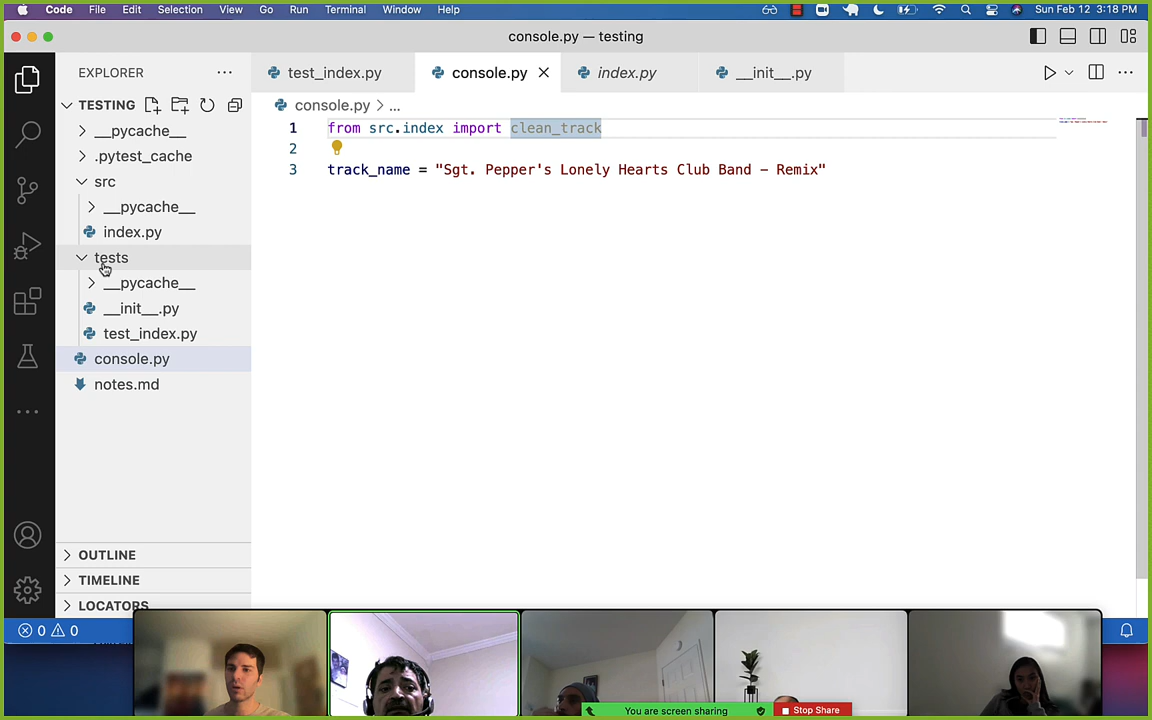 Code File Edit Selection View Go Run Terminal Window Help Sun Feb 12 3:18 PM
console.py — testing
EXPLORER
test_index.py console.py index.py __init__.py
TESTING
console.py > ...
__pycache__
.pytest_cache
src
__pycache__
index.py
tests
__pycache__
__init__.py
test_index.py
console.py
notes.md
1 from src.index import clean_track
2
3 track_name = "Sgt. Pepper's Lonely Hearts Club Band - Remix"
OUTLINE
TIMELINE
LOCATORS
0 0
You are screen sharing Stop Share